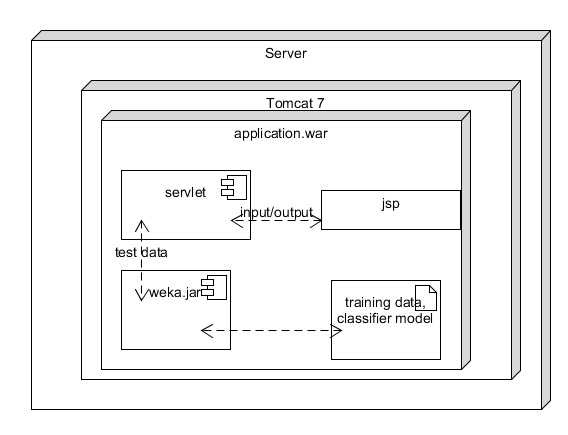 Server
Tomcat 7
application.war
servlet
jsp
input/output
test data
weka.jar
training data,
classifier model